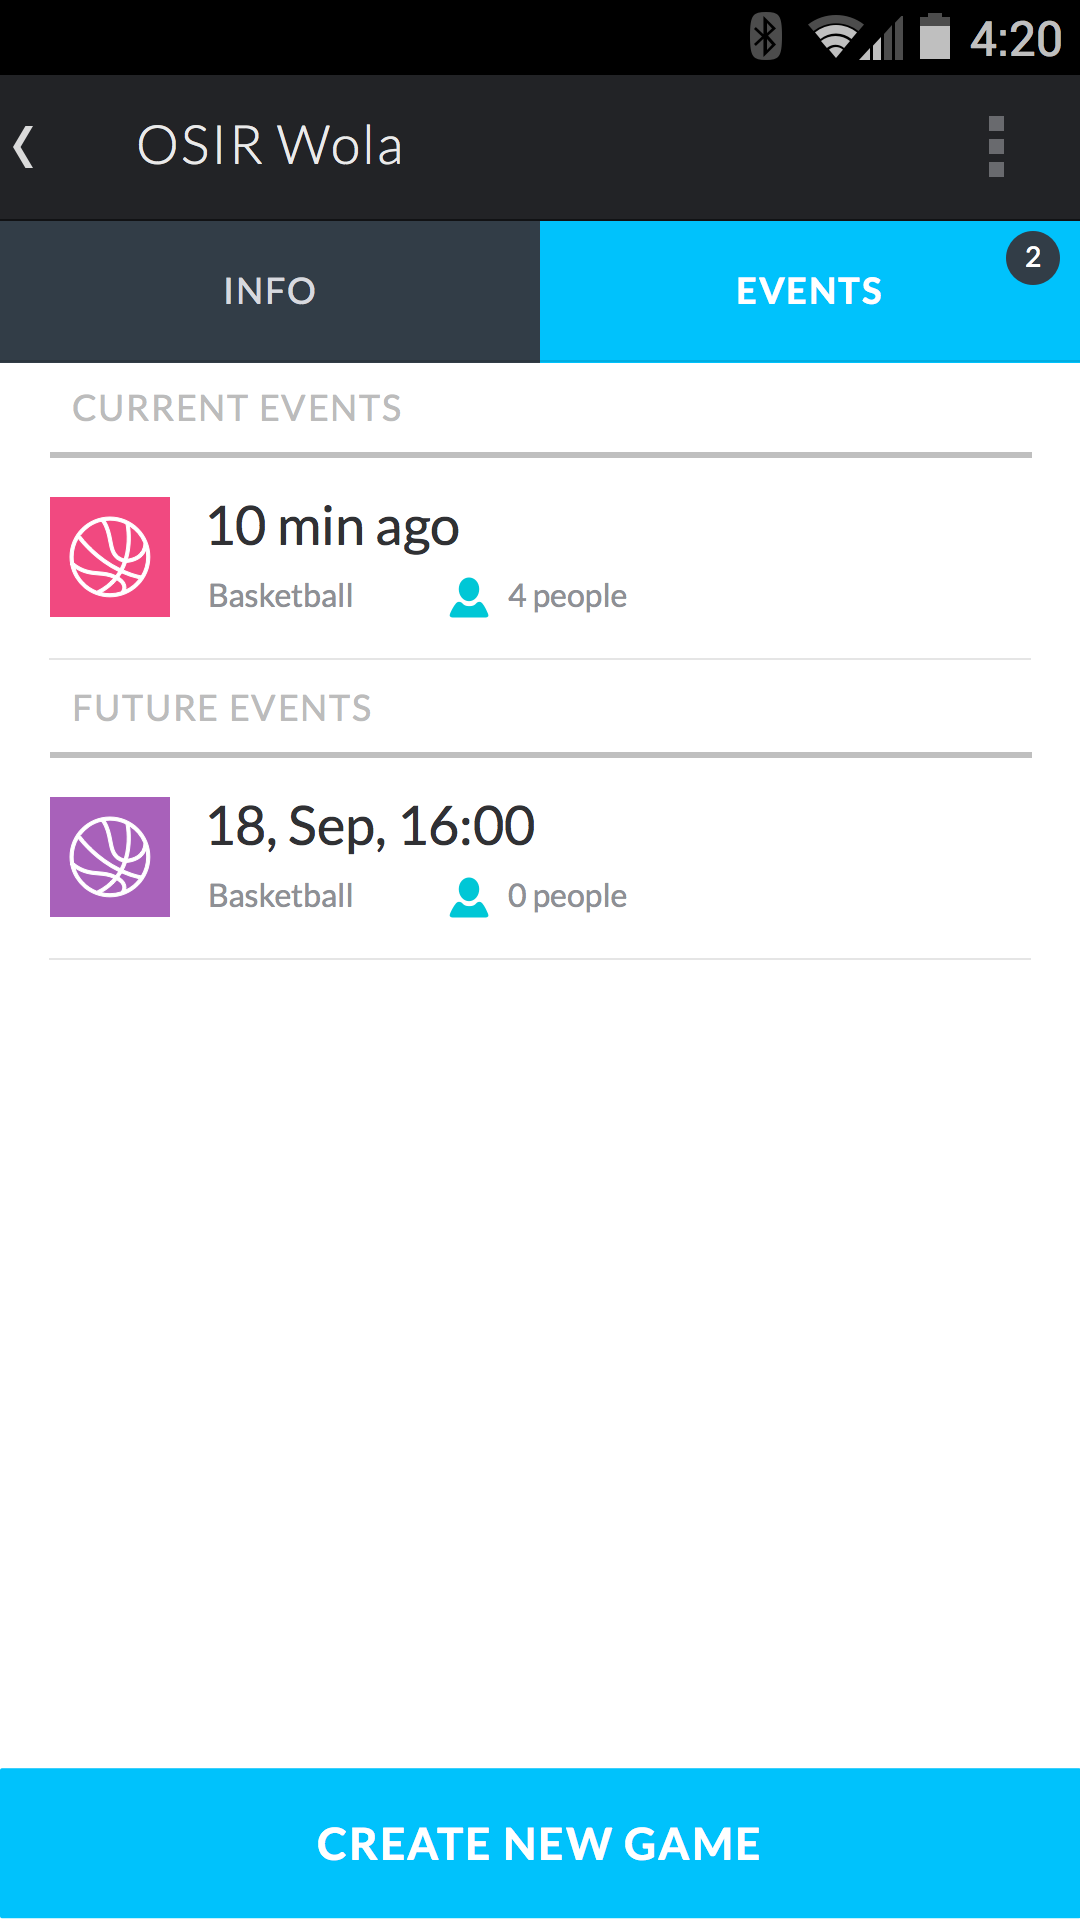 4:20
OSIR Wola
INFO
EVENTS
2
CURRENT EVENTS
10 min ago
Basketball
4 people
FUTURE EVENTS
18, Sep, 16:00
Basketball
0 people
CREATE NEW GAME